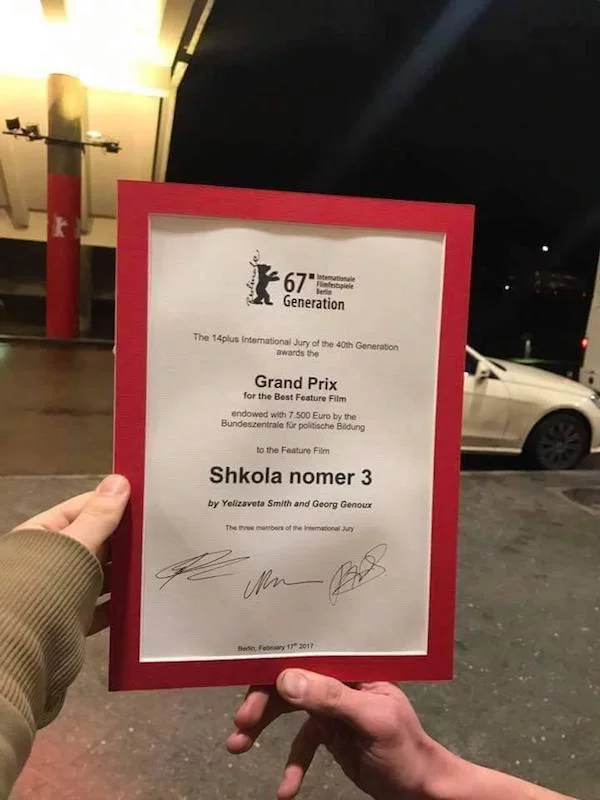 Berlinale
67 Internationale
Filmfestspiele
Berlin
Generation
The 14plus International Jury of the 40th Generation
awards the
Grand Prix
for the Best Feature Film
endowed with 7.500 Euro by the
Bundeszentrale für politische Bildung
to the Feature Film
Shkola nomer 3
by Yelizaveta Smith and Georg Genoux
The three members of the International Jury
Berlin, February 17th 2017